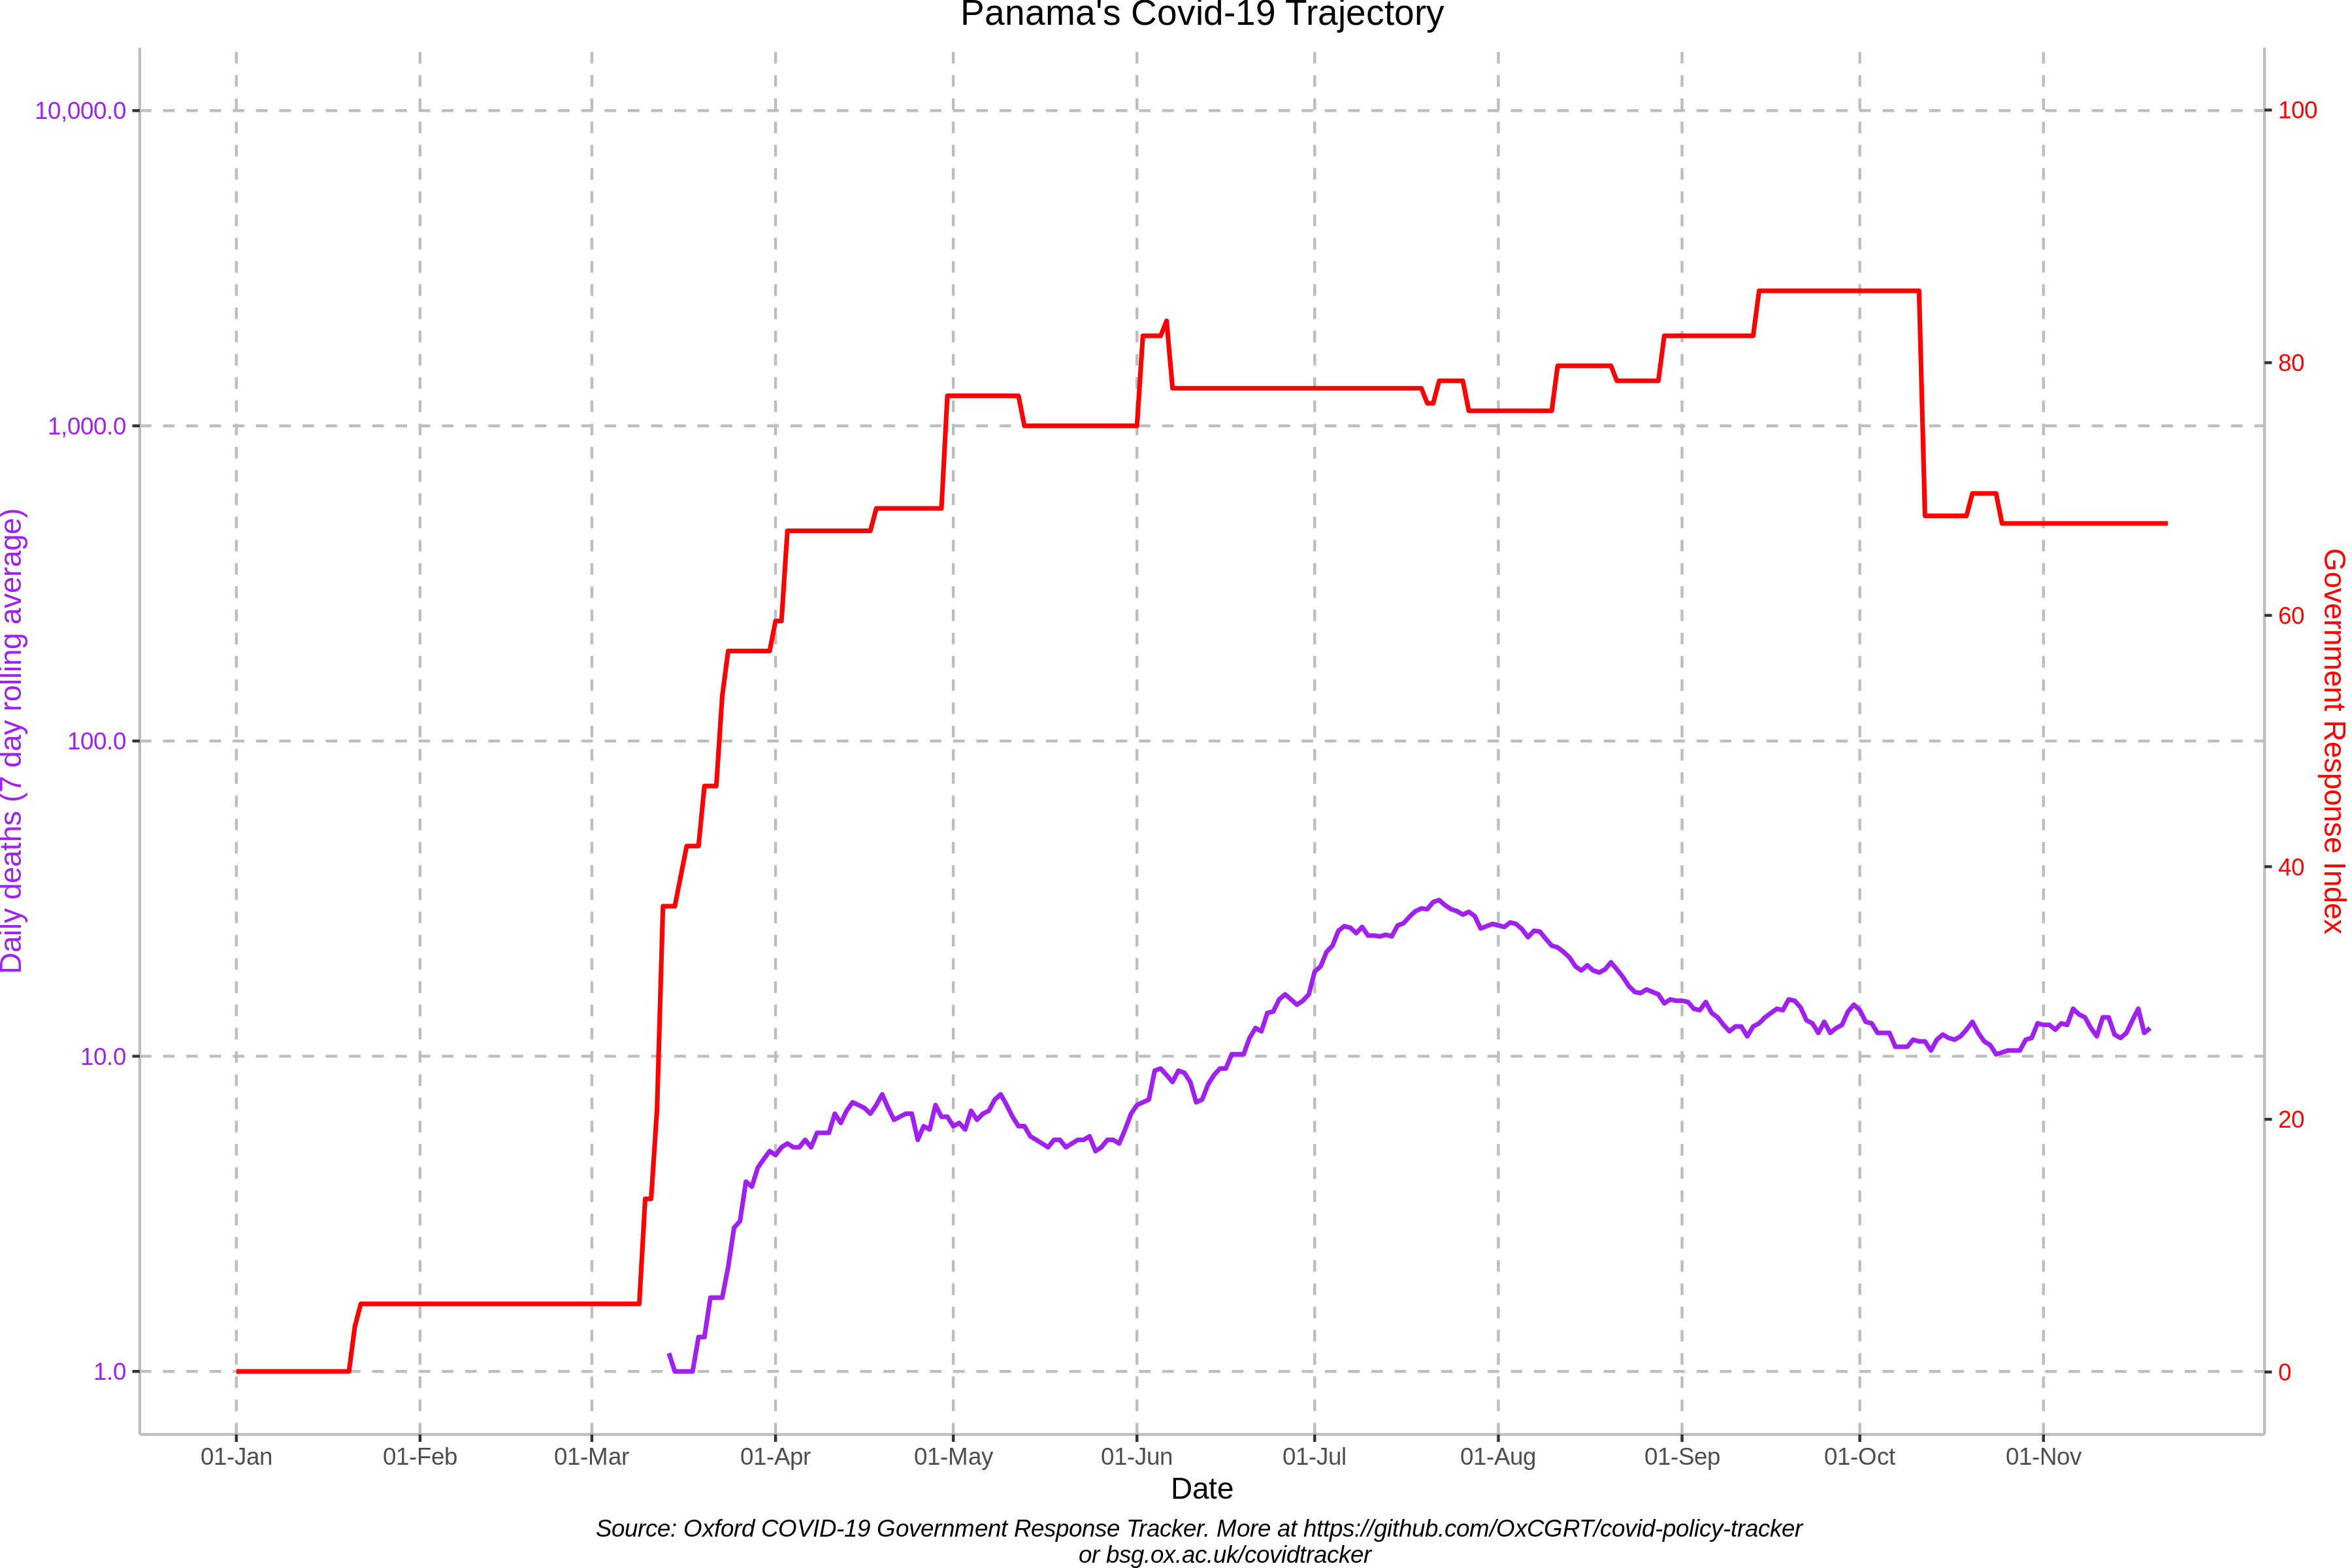 Panama's Covid-19 Trajectory
10,000.0
1,000.0
100.0
10.0
1.0
Daily deaths (7 day rolling average)
100
80
60
40
20
0
Government Response Index
01-Jan 01-Feb 01-Mar 01-Apr 01-May 01-Jun 01-Jul 01-Aug 01-Sep 01-Oct 01-Nov
Date
Source: Oxford COVID-19 Government Response Tracker. More at https://github.com/OxCGRT/covid-policy-tracker
or bsg.ox.ac.uk/covidtracker